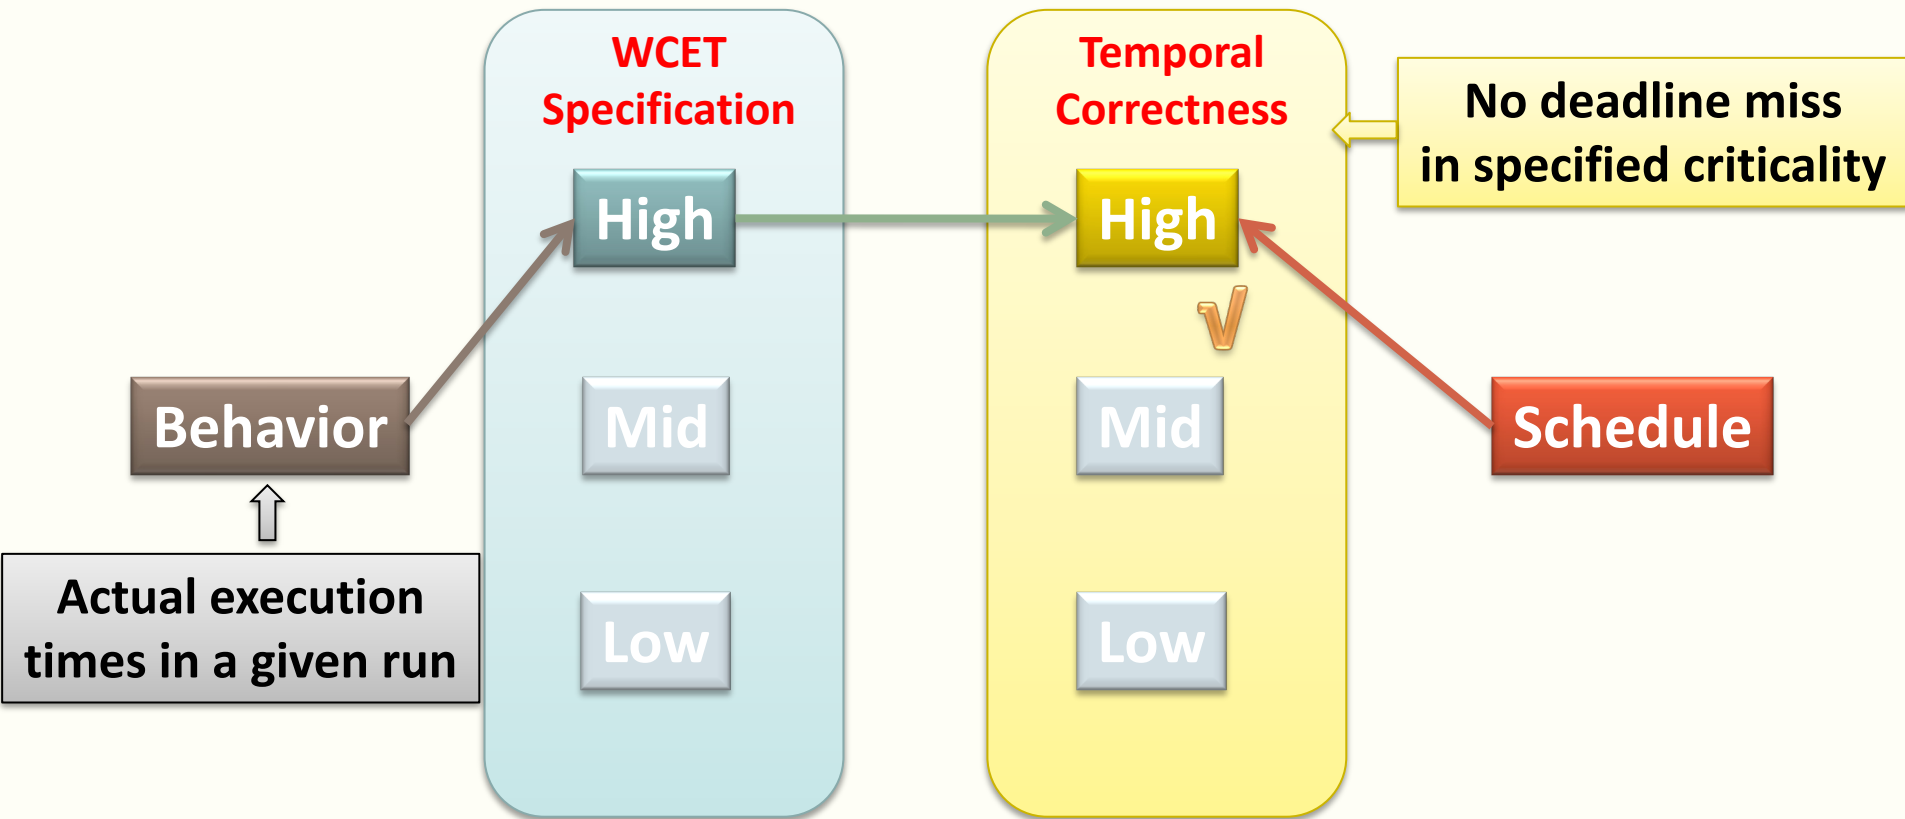 WCET
Specification
Temporal
Correctness
No deadline miss
in specified criticality
High
High
√
Behavior
Mid
Mid
Schedule
Actual execution
times in a given run
Low
Low